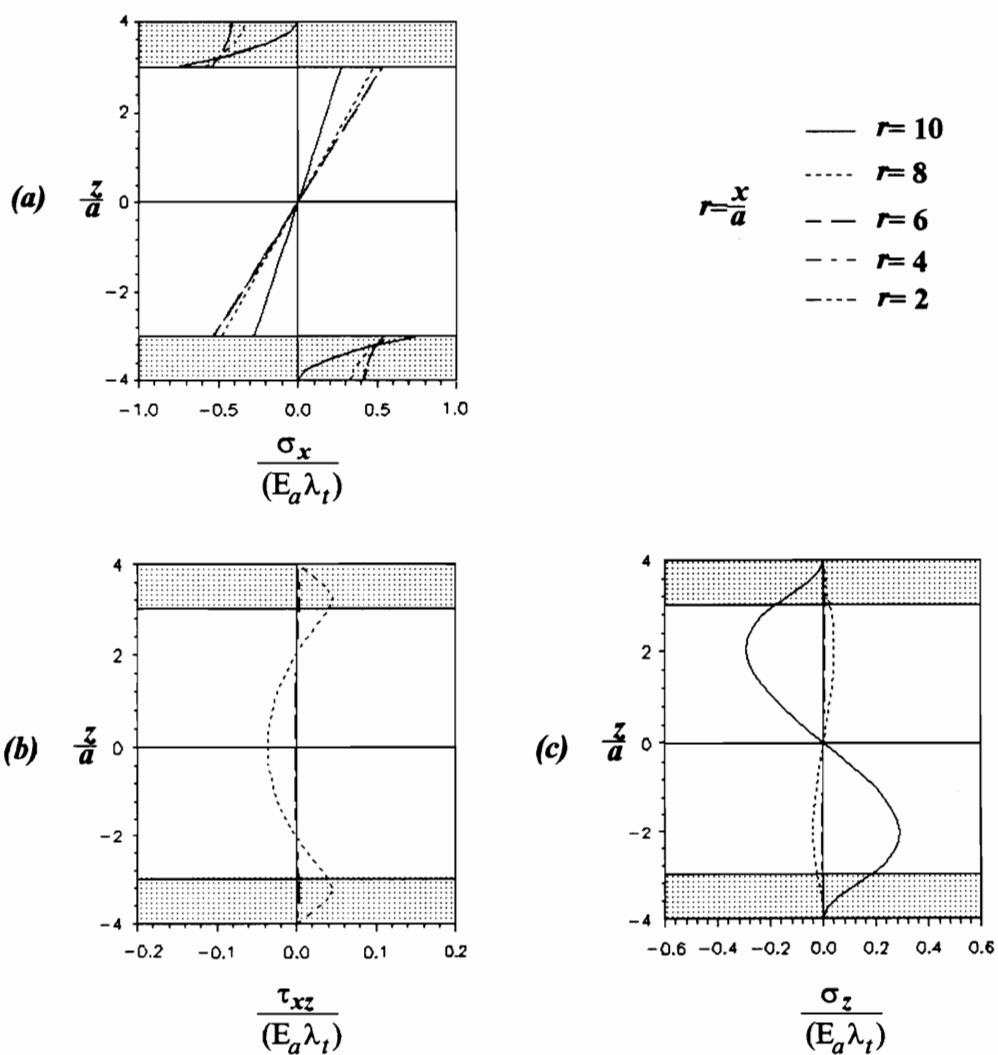 4
2
(a)
z
a
0
−2
−4
−1.0 −0.5 0.0 0.5 1.0
σx
(Eaλt)
r=x
a
r= 10
r= 8
r= 6
r= 4
r= 2
4
2
(b)
z
a
0
−2
−4
−0.2 −0.1 0.0 0.1 0.2
τxz
(Eaλt)
4
2
(c)
z
a
0
−2
−4
−0.6 −0.4 −0.2 0.0 0.2 0.4 0.6
σz
(Eaλt)